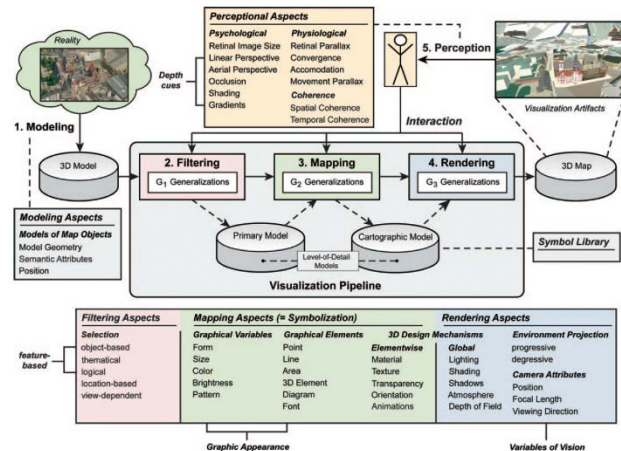 Reality
1. Modeling
3D Model
Modeling Aspects
Models of Map Objects
Model Geometry
Semantic Attributes
Position
Perceptional Aspects
Psychological
Retinal Image Size
Linear Perspective
Aerial Perspective
Occlusion
Shading
Gradients
Depth
cues
Physiological
Retinal Parallax
Convergence
Accomodation
Movement Parallax
Coherence
Spatial Coherence
Temporal Coherence
5. Perception
Interaction
Visualization Artifacts
2. Filtering
G1 Generalizations
3. Mapping
G2 Generalizations
4. Rendering
G3 Generalizations
3D Map
Primary Model
Cartographic Model
Level-of-Detail
Models
Visualization Pipeline
Symbol Library
Filtering Aspects
Selection
object-based
thematical
logical
location-based
view-dependent
feature-
based
Mapping Aspects (= Symbolization)
Graphical Variables
Form
Size
Color
Brightness
Pattern
Graphical Elements
Point
Line
Area
3D Element
Diagram
Font
3D Design Mechanisms
Elementwise
Material
Texture
Transparency
Orientation
Animations
Rendering Aspects
Global
Lighting
Shading
Shadows
Atmosphere
Depth of Field
Environment Projection
progressive
degressive
Camera Attributes
Position
Focal Length
Viewing Direction
Graphic Appearance
Variables of Vision